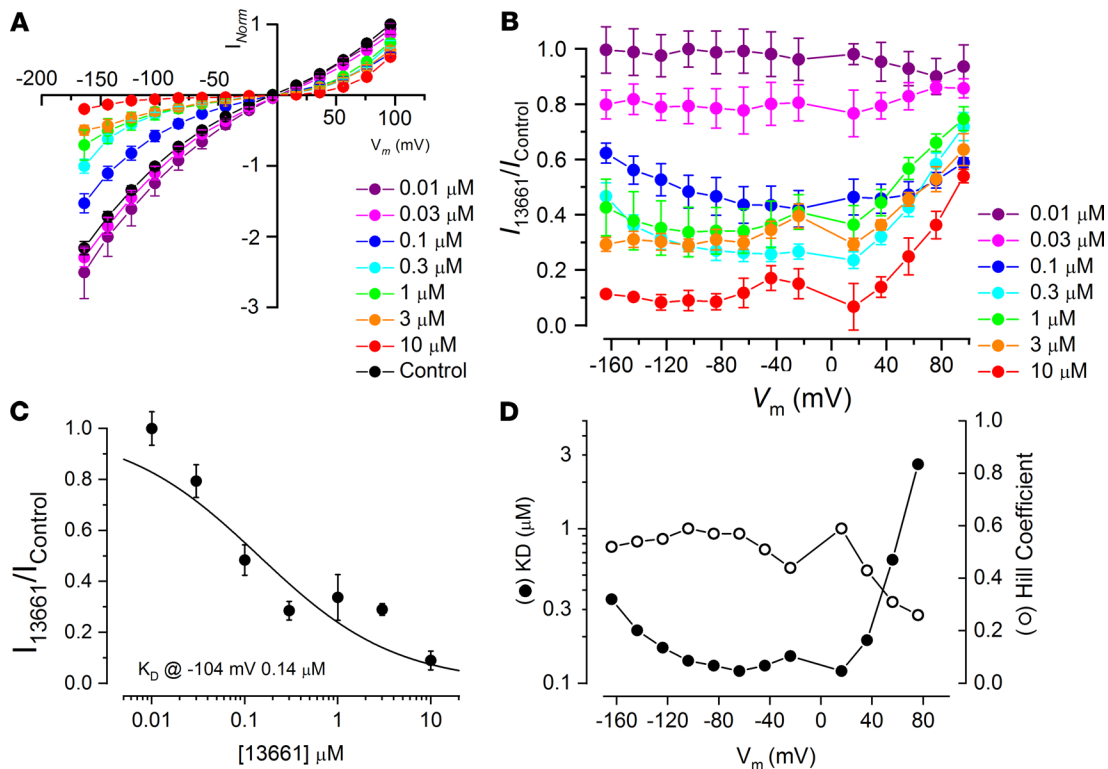 A
I Norm
1
-200
-100
-50
50
100
Vm (mV)
-1
-2
-3
0.01 μM
0.03 μM
0.1 μM
0.3 μM
1 μM
3 μM
10 μM
Control
B
I13661/IControl
1.0
0.8
0.6
0.4
0.2
0.0
-160
-120
-80
-40
0
40
80
Vm (mV)
0.01 μM
0.03 μM
0.1 μM
0.3 μM
1 μM
3 μM
10 μM
C
I13661/IControl
1.0
0.8
0.6
0.4
0.2
0.0
KD @ -104 mV 0.14 μM
0.01
0.1
1
10
[13661] μM
D
(●) KD (μM)
3
1
0.3
0.1
1.0
0.8
0.6
0.4
0.2
0.0
(○) Hill Coefficient
-160
-120
-80
-40
0
40
80
Vm (mV)